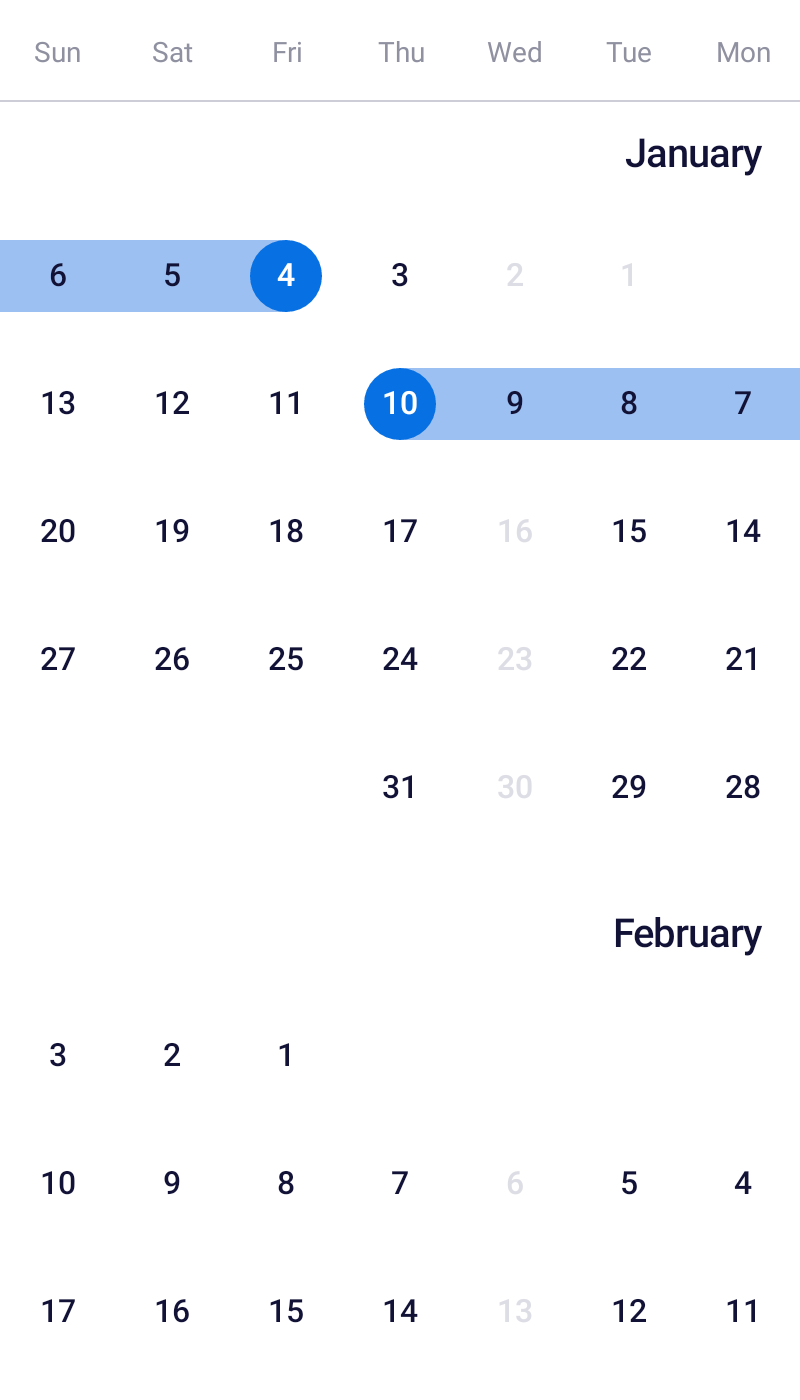 Sun Sat Fri Thu Wed Tue Mon
January
6 5 4 3 2 1
13 12 11 10 9 8 7
20 19 18 17 16 15 14
27 26 25 24 23 22 21
31 30 29 28
February
3 2 1
10 9 8 7 6 5 4
17 16 15 14 13 12 11